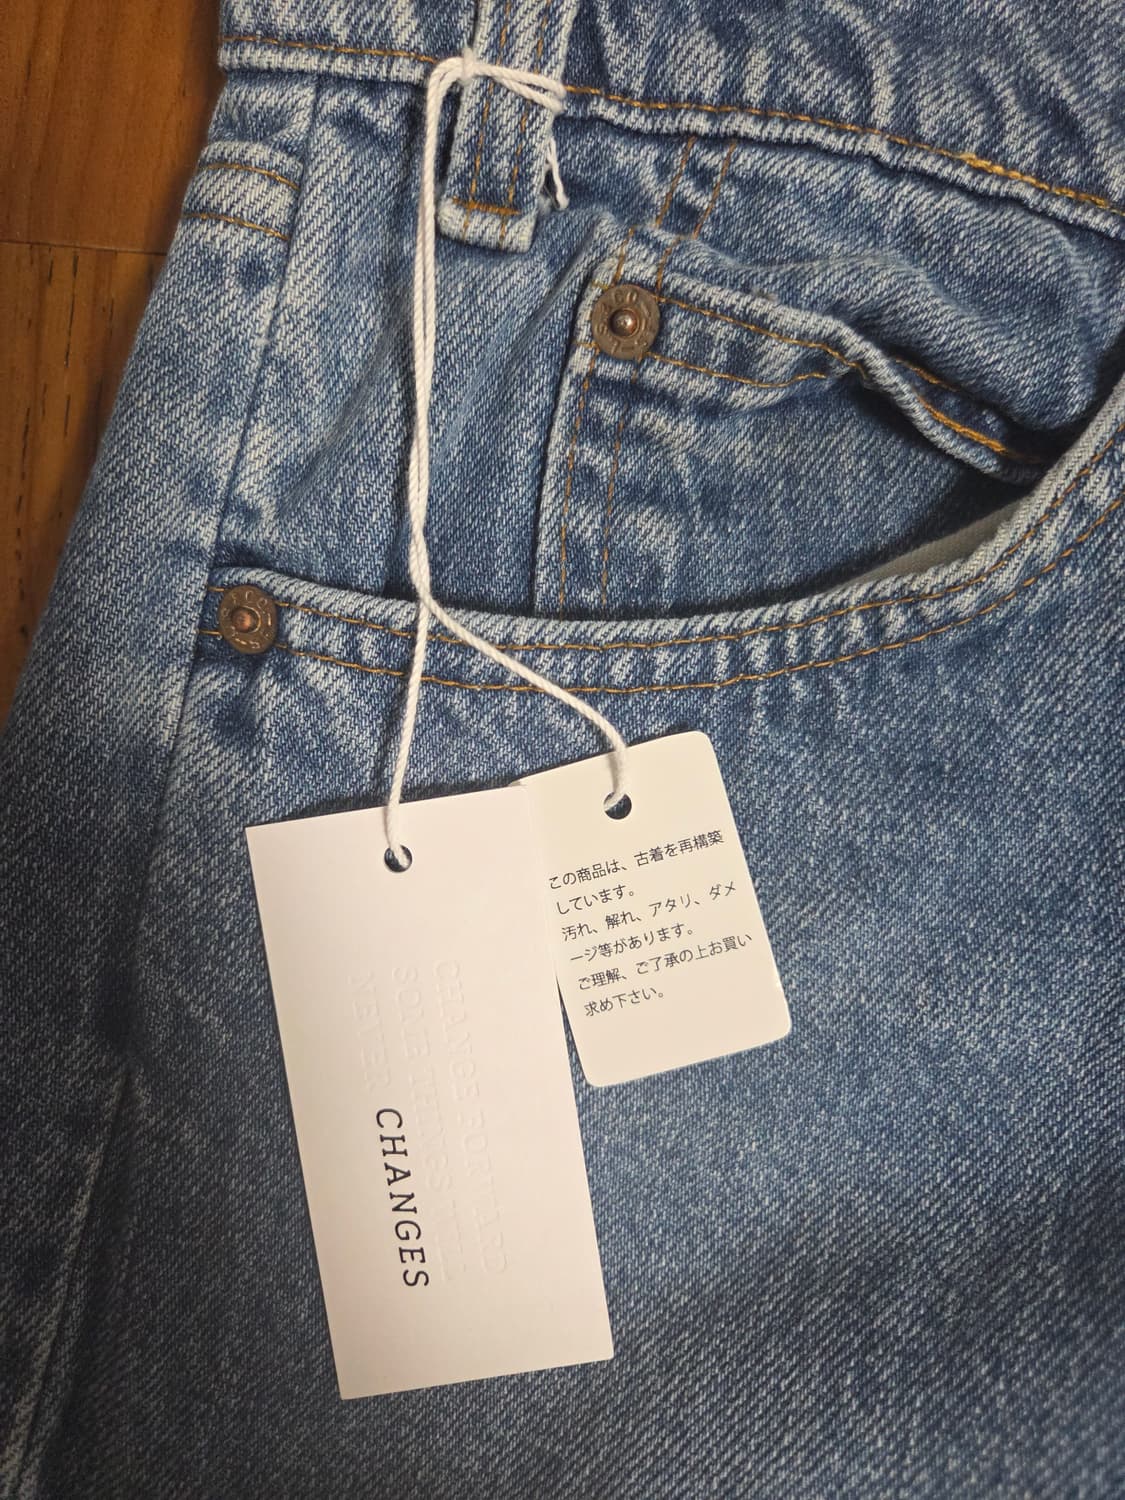 この商品は、古着を再構築
しています。
汚れ、解れ、アタリ、ダメ
ージ等があります。
ご理解、ご了承の上お買い
求め下さい。
CHANGE FORWARD
SOME THINGS WILL
NEVER CHANGES